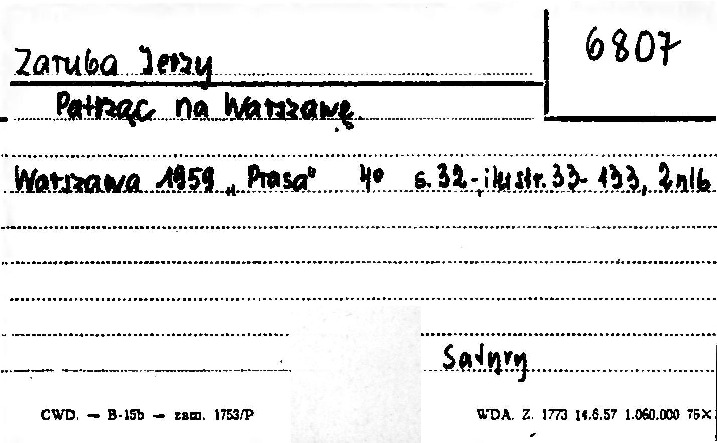 6807
Zaruba Jerzy
Patrząc na Warszawę.
Warszawa 1959 „Prasa" 4° s. 32-, ilustr. 33-133, 2 nlb
Satyry
CWD. — B-15b — zam. 1753/P
WDA. Z. 1773 14.6.57 1.060.000 75×